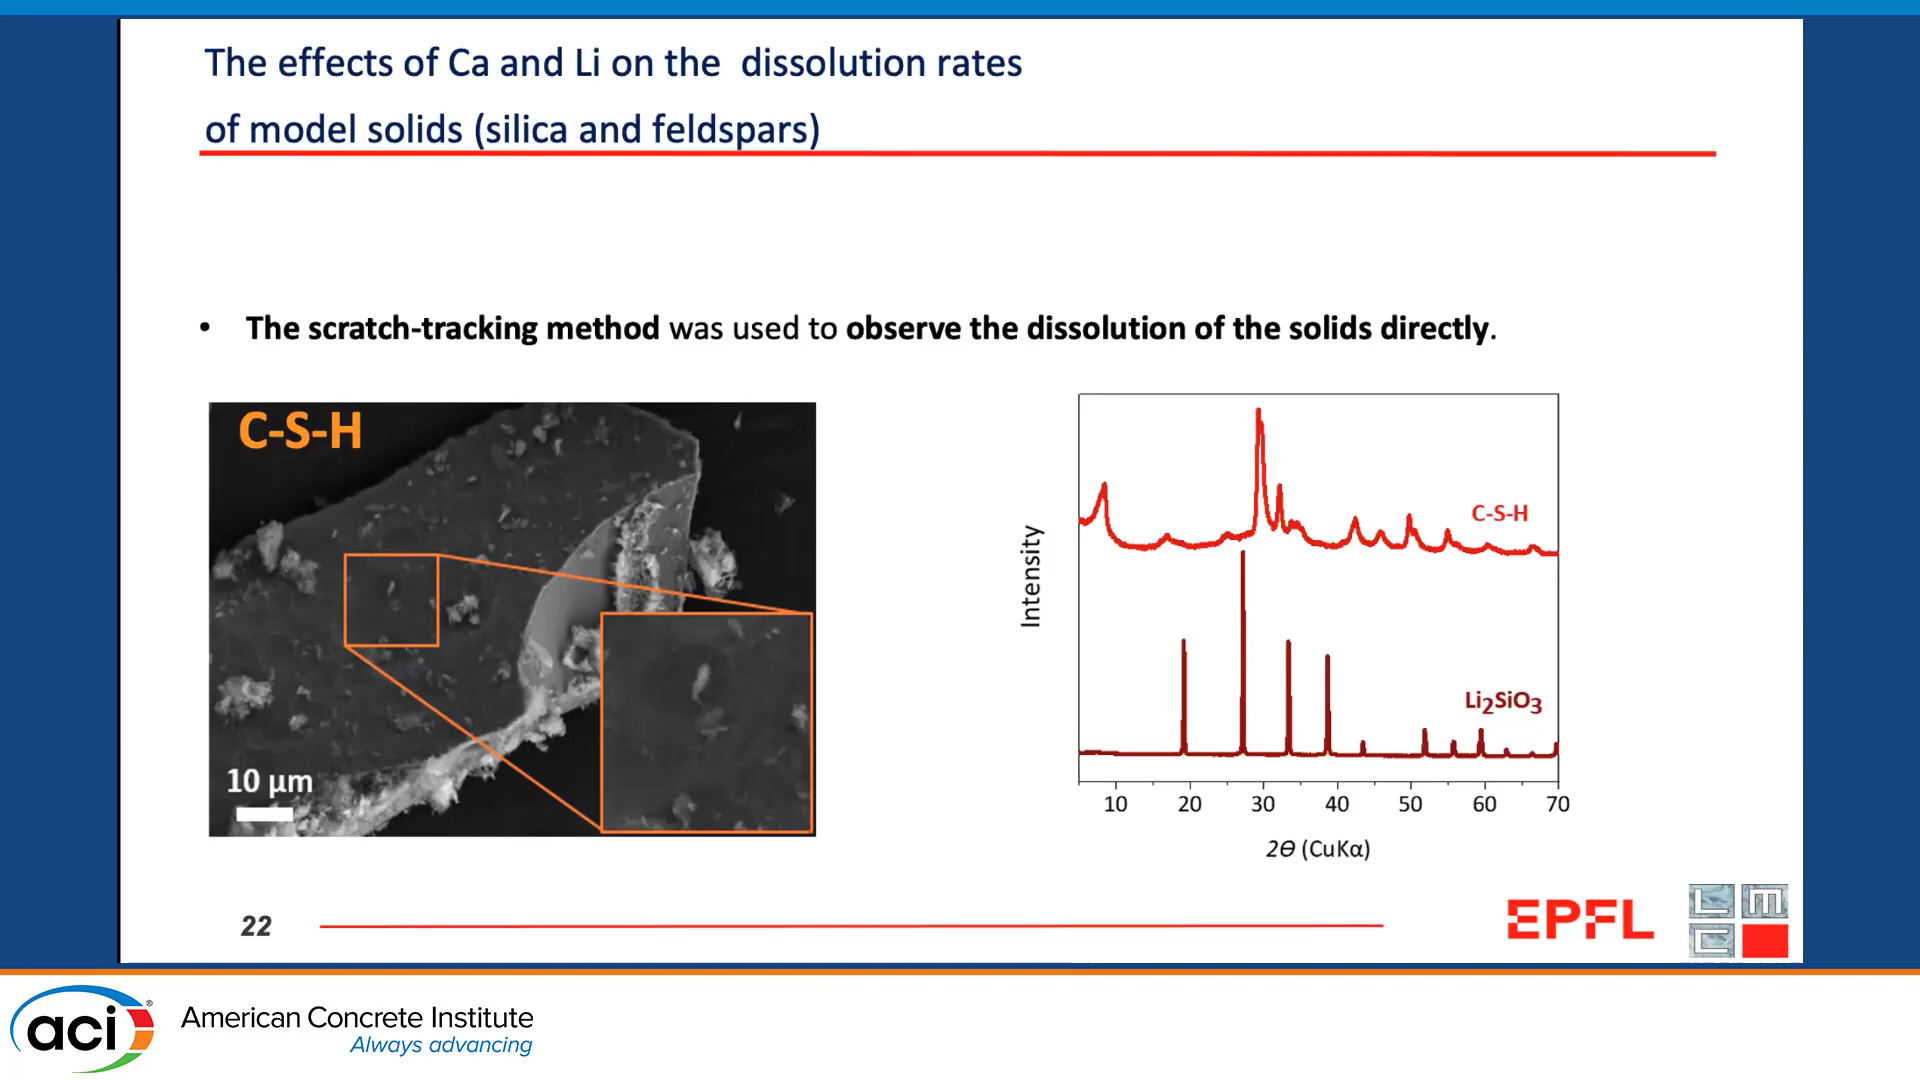 The effects of Ca and Li on the dissolution rates
of model solids (silica and feldspars)
• The scratch-tracking method was used to observe the dissolution of the solids directly.
C-S-H
10 μm
Intensity
C-S-H
Li2SiO3
10 20 30 40 50 60 70
2Θ (CuKα)
22
EPFL
L M
C
aci®
American Concrete Institute
Always advancing